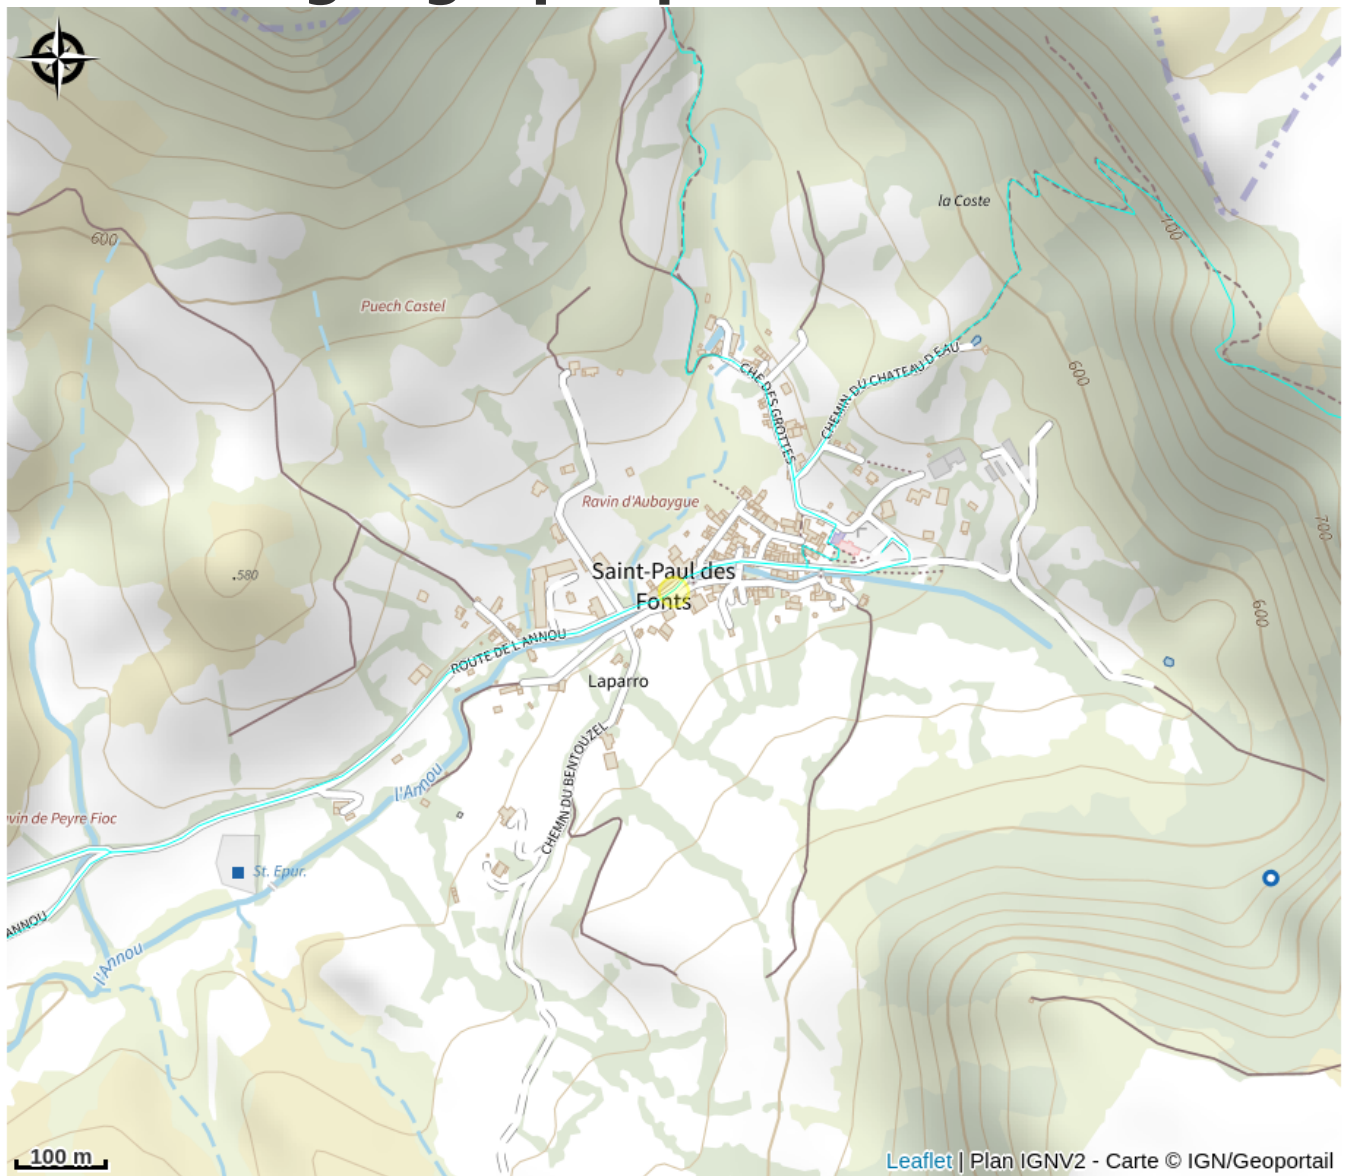 la Coste
700
600
Puech Castel
CHE DES GROTTES
CHEMIN DU CHATEAU D EAU
600
Ravin d'Aubaygue
700
Saint-Paul des
Fonts
.580
600
ROUTE DE L ANNOU
Laparro
CHEMIN DU BENTOUZEL
l'Annou
vin de Peyre Fioc
St. Epur.
ANNOU
l'Annou
100 m
Leaflet | Plan IGNV2 - Carte © IGN/Geoportail